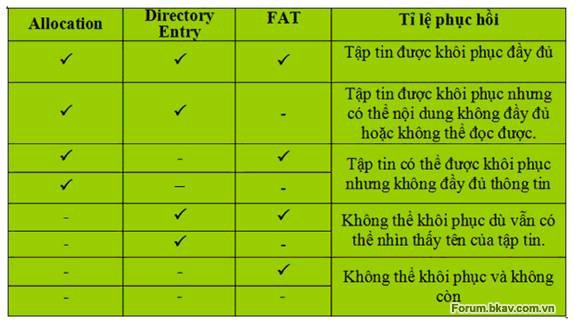 Allocation Directory Entry FAT Tỉ lệ phục hồi
✓ ✓ ✓ Tập tin được khôi phục đầy đủ
✓ ✓ - Tập tin được khôi phục nhưng
có thể nội dung không đầy đủ
hoặc không thể đọc được.
✓ - ✓ Tập tin có thể được khôi phục
✓ – - nhưng không đầy đủ thông tin
- ✓ ✓ Không thể khôi phục dù vẫn có
- ✓ - thể nhìn thấy tên của tập tin.
- - ✓ Không thể khôi phục và không
- - - còn
Forum.bkav.com.vn